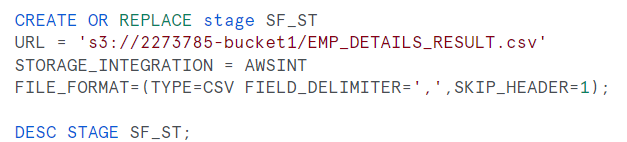 CREATE OR REPLACE stage SF_ST
URL = 's3://2273785-bucket1/EMP_DETAILS_RESULT.csv'
STORAGE_INTEGRATION = AWSINT
FILE_FORMAT=(TYPE=CSV FIELD_DELIMITER=',',SKIP_HEADER=1);
DESC STAGE SF_ST;